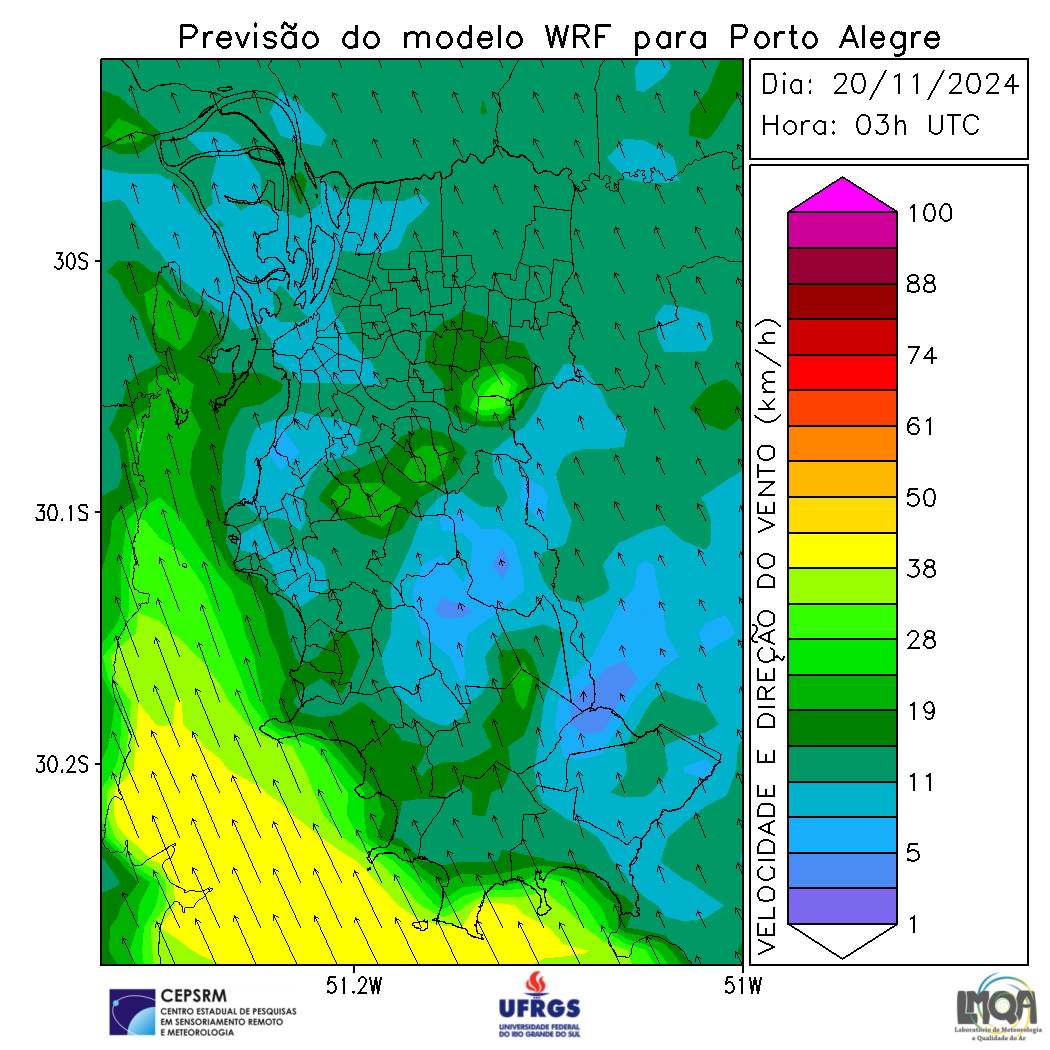 Previsão do modelo WRF para Porto Alegre
Dia: 20/11/2024
Hora: 03h UTC
30S
30.1S
30.2S
51.2W
51W
VELOCIDADE E DIREÇÃO DO VENTO (km/h)
100
88
74
61
50
38
28
19
11
5
1
CEPSRM
CENTRO ESTADUAL DE PESQUISAS
EM SENSORIAMENTO REMOTO
E METEOROLOGIA
UFRGS
UNIVERSIDADE FEDERAL
DO RIO GRANDE DO SUL
LMQA
Laboratório de Meteorologia
e Qualidade do Ar